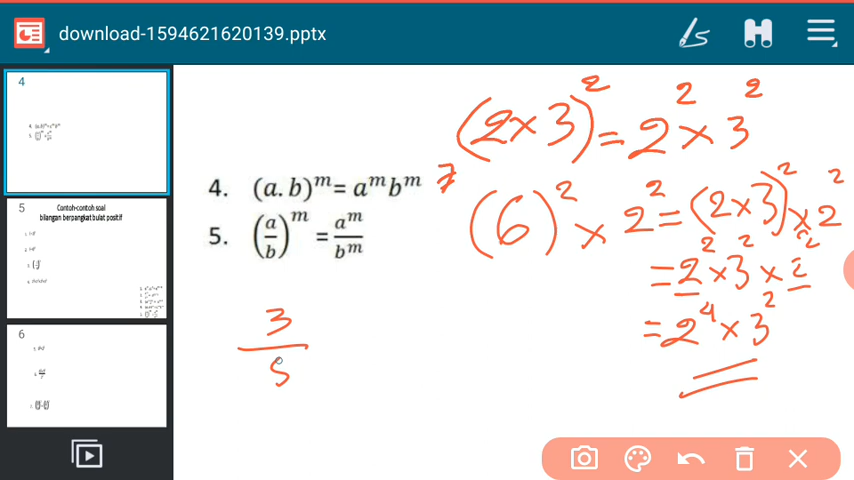 download-1594621620139.pptx
4
5
Contoh-contoh soal
bilangan berpangkat bulat positif
6
4. (a. b)ᵐ= aᵐbᵐ
5. (a/b)ᵐ = aᵐ/bᵐ
3/5
(2×3)² = 2² × 3²
(6)² × 2² = (2×3)² × 2²
= 2² × 3² × 2²
= 2⁴ × 3²